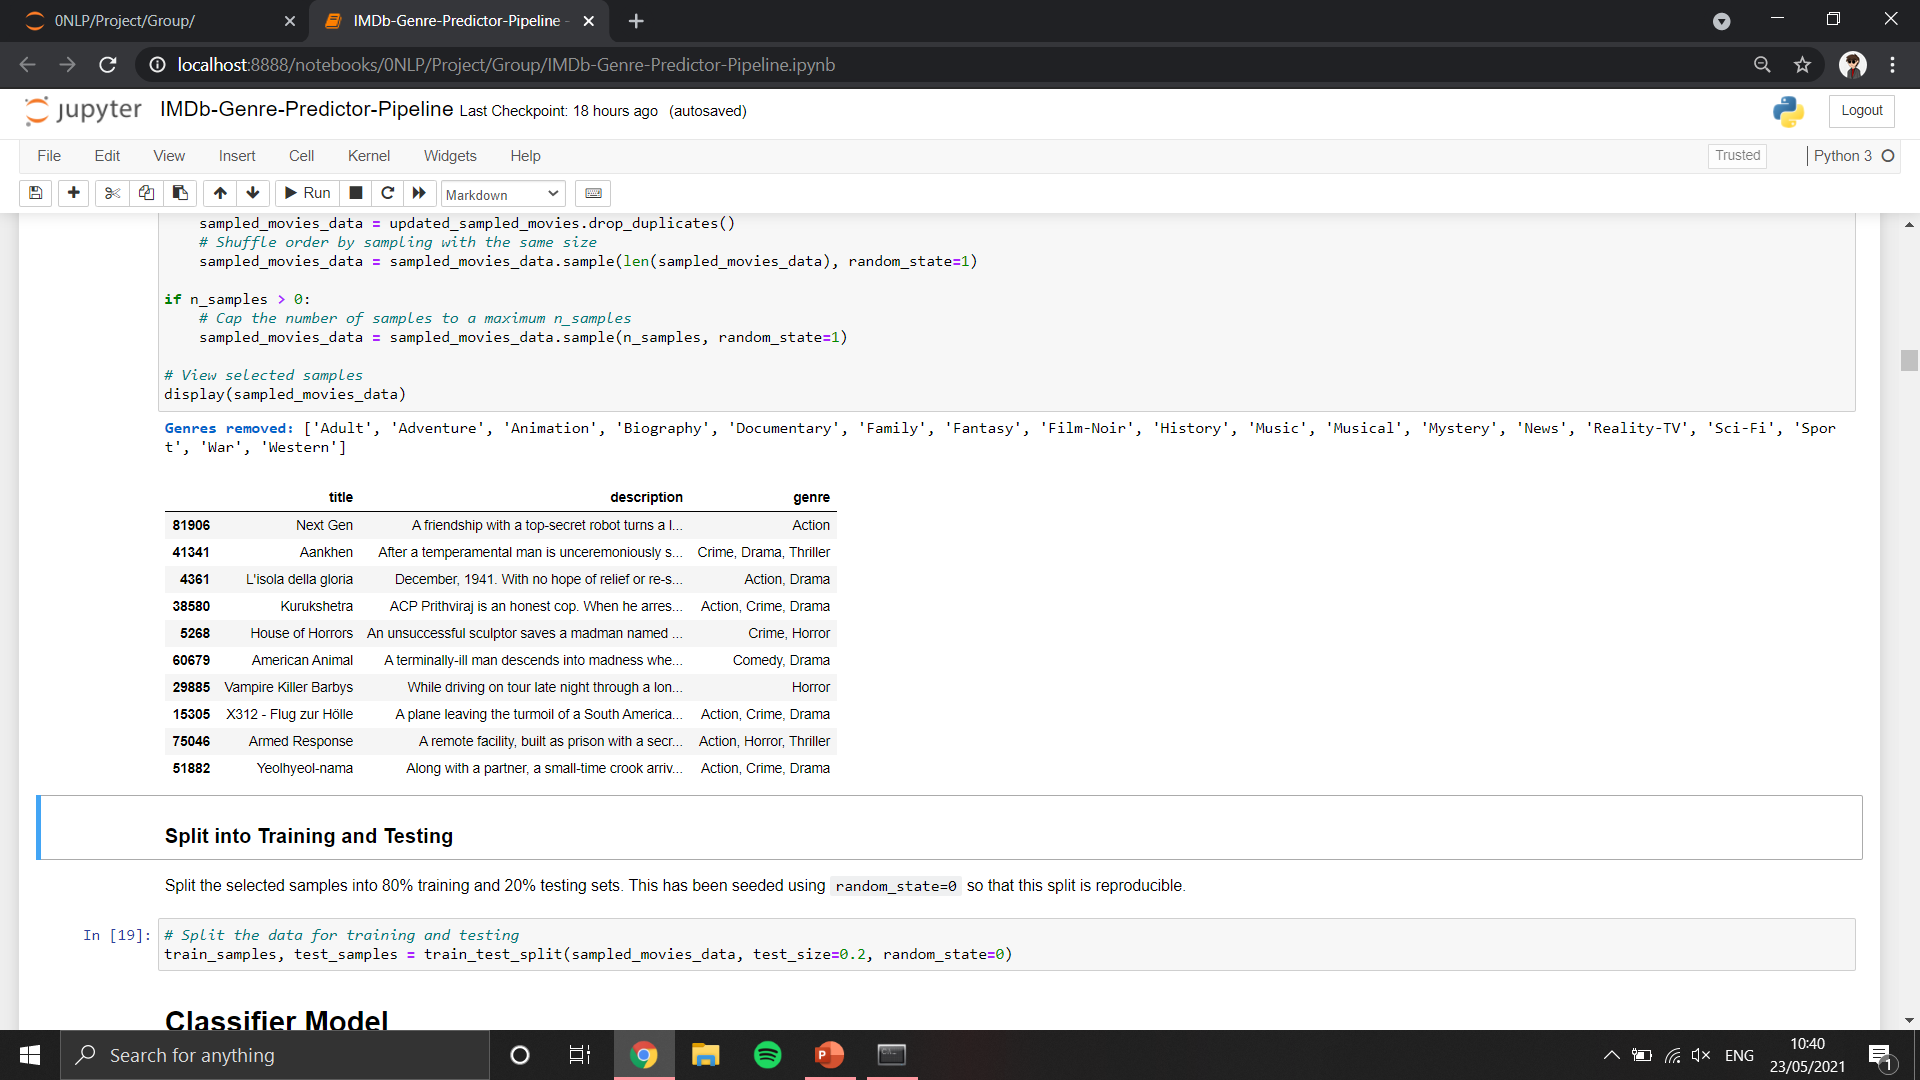 0NLP/Project/Group/
IMDb-Genre-Predictor-Pipeline -
localhost:8888/notebooks/0NLP/Project/Group/IMDb-Genre-Predictor-Pipeline.ipynb
jupyter IMDb-Genre-Predictor-Pipeline Last Checkpoint: 18 hours ago (autosaved) Logout
File Edit View Insert Cell Kernel Widgets Help Trusted Python 3
Run Markdown
sampled_movies_data = updated_sampled_movies.drop_duplicates()
# Shuffle order by sampling with the same size
sampled_movies_data = sampled_movies_data.sample(len(sampled_movies_data), random_state=1)
if n_samples > 0:
# Cap the number of samples to a maximum n_samples
sampled_movies_data = sampled_movies_data.sample(n_samples, random_state=1)
# View selected samples
display(sampled_movies_data)
Genres removed: ['Adult', 'Adventure', 'Animation', 'Biography', 'Documentary', 'Family', 'Fantasy', 'Film-Noir', 'History', 'Music', 'Musical', 'Mystery', 'News', 'Reality-TV', 'Sci-Fi', 'Spor
t', 'War', 'Western']
title description genre
81906 Next Gen A friendship with a top-secret robot turns a l... Action
41341 Aankhen After a temperamental man is unceremoniously s... Crime, Drama, Thriller
4361 L'isola della gloria December, 1941. With no hope of relief or re-s... Action, Drama
38580 Kurukshetra ACP Prithviraj is an honest cop. When he arres... Action, Crime, Drama
5268 House of Horrors An unsuccessful sculptor saves a madman named ... Crime, Horror
60679 American Animal A terminally-ill man descends into madness whe... Comedy, Drama
29885 Vampire Killer Barbys While driving on tour late night through a lon... Horror
15305 X312 - Flug zur Hölle A plane leaving the turmoil of a South America... Action, Crime, Drama
75046 Armed Response A remote facility, built as prison with a secr... Action, Horror, Thriller
51882 Yeolhyeol-nama Along with a partner, a small-time crook arriv... Action, Crime, Drama
Split into Training and Testing
Split the selected samples into 80% training and 20% testing sets. This has been seeded using random_state=0 so that this split is reproducible.
In [19]: # Split the data for training and testing
train_samples, test_samples = train_test_split(sampled_movies_data, test_size=0.2, random_state=0)
Classifier Model
Search for anything
ENG
10:40
23/05/2021
1